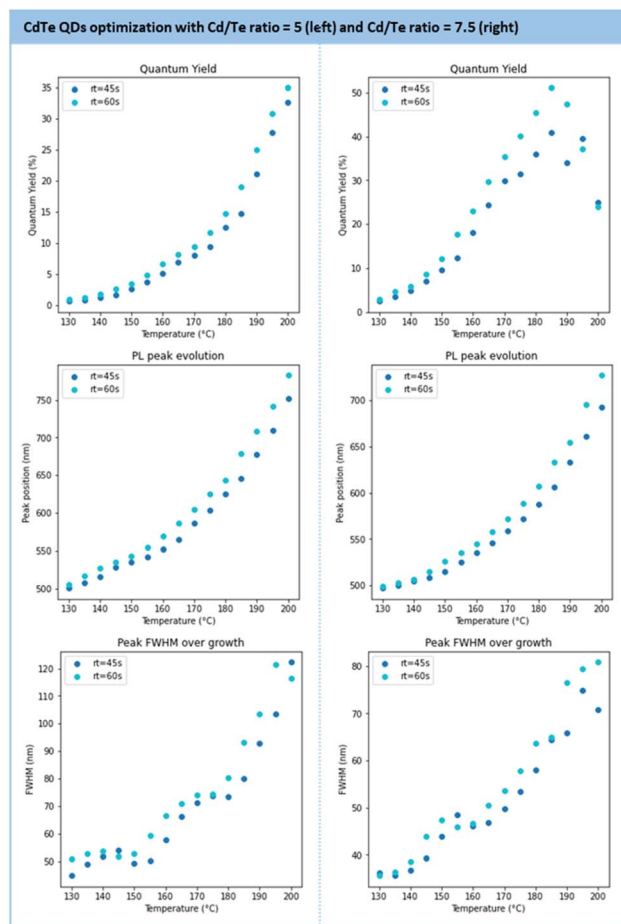 CdTe QDs optimization with Cd/Te ratio = 5 (left) and Cd/Te ratio = 7.5 (right)
Quantum Yield
35
30
25
20
15
10
5
0
Quantum Yield (%)
rt=45s
rt=60s
130 140 150 160 170 180 190 200
Temperature (°C)
Quantum Yield
50
40
30
20
10
0
Quantum Yield (%)
rt=45s
rt=60s
130 140 150 160 170 180 190 200
Temperature (°C)
PL peak evolution
750
700
650
600
550
500
Peak position (nm)
rt=45s
rt=60s
130 140 150 160 170 180 190 200
Temperature (°C)
PL peak evolution
700
650
600
550
500
Peak position (nm)
rt=45s
rt=60s
130 140 150 160 170 180 190 200
Temperature (°C)
Peak FWHM over growth
120
110
100
90
80
70
60
50
FWHM (nm)
rt=45s
rt=60s
130 140 150 160 170 180 190 200
Temperature (°C)
Peak FWHM over growth
80
70
60
50
40
FWHM (nm)
rt=45s
rt=60s
130 140 150 160 170 180 190 200
Temperature (°C)